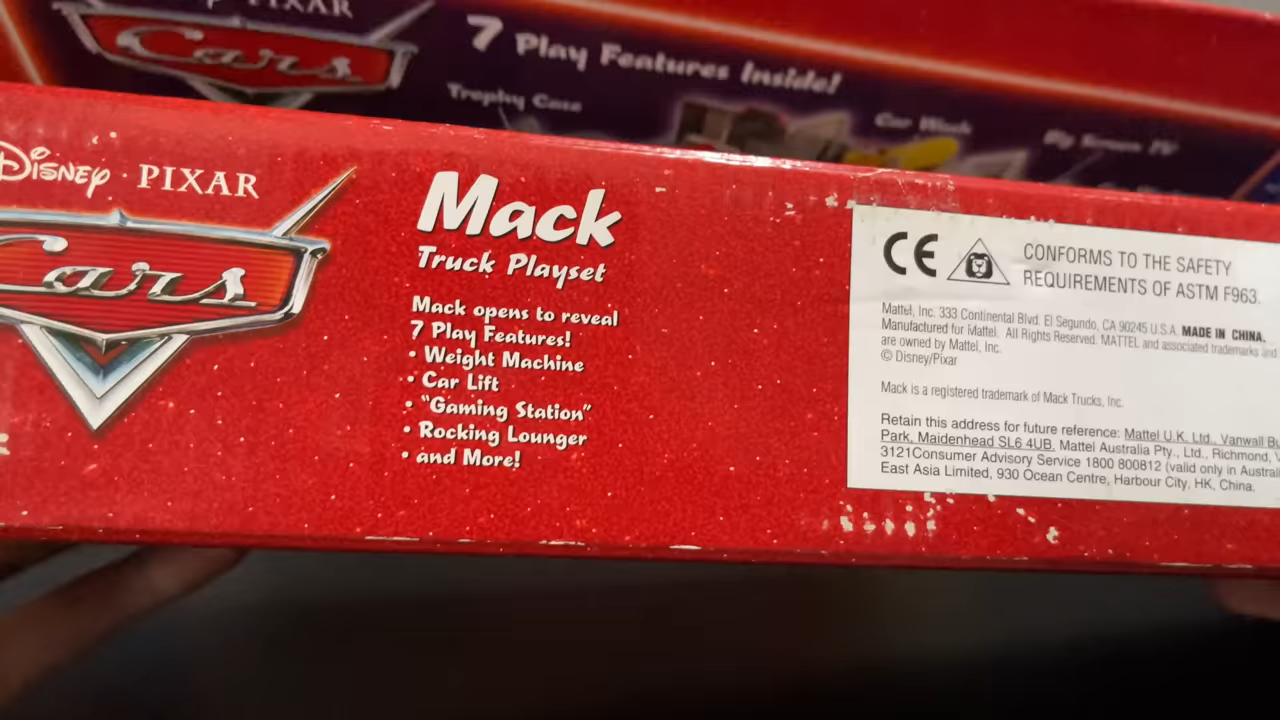 PIXAR
Cars
7 Play Features Inside!
Trophy Case
Car Wash
Big Screen TV
DISNEY · PIXAR
Cars
Mack
Truck Playset
Mack opens to reveal
7 Play Features!
• Weight Machine
• Car Lift
• "Gaming Station"
• Rocking Lounger
• and More!
CE
CONFORMS TO THE SAFETY
REQUIREMENTS OF ASTM F963.
Mattel, Inc. 333 Continental Blvd. El Segundo, CA 90245 U.S.A. MADE IN CHINA.
Manufactured for Mattel. All Rights Reserved. MATTEL and associated trademarks and
are owned by Mattel, Inc.
© Disney/Pixar
Mack is a registered trademark of Mack Trucks, Inc.
Retain this address for future reference: Mattel U.K. Ltd., Vanwall
Park, Maidenhead SL6 4UB. Mattel Australia Pty., Ltd., Richmond,
3121Consumer Advisory Service 1800 800812 (valid only in
East Asia Limited, 930 Ocean Centre, Harbour City, HK, China.